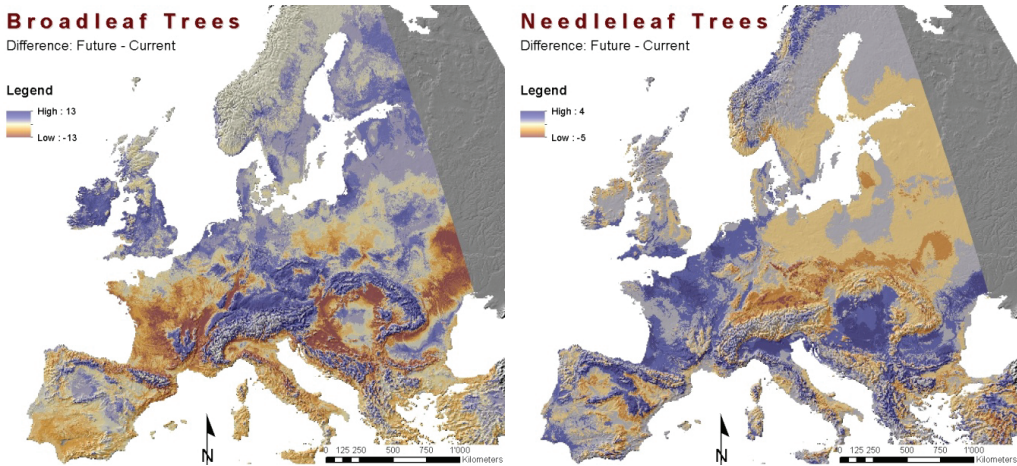 Broadleaf Trees
Difference: Future - Current
Legend
High : 13
Low : -13
N
0 125 250 500 750 1'000
Kilometers
Needleleaf Trees
Difference: Future - Current
Legend
High : 4
Low : -5
N
0 125 250 500 750 1'000
Kilometers